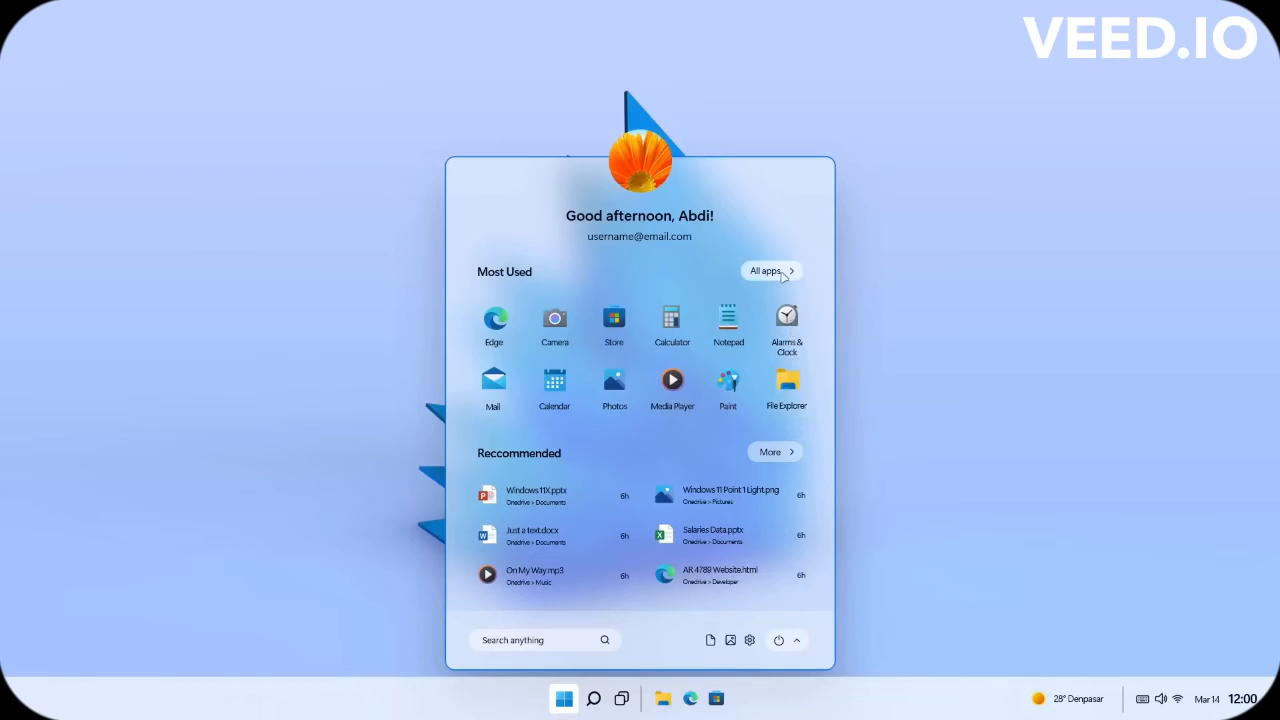 VEED.IO
Good afternoon, Abdi!
username@email.com
Most Used
All apps
Edge
Camera
Store
Calculator
Notepad
Alarms &
Clock
Mail
Calendar
Photos
Media Player
Paint
File Explorer
Reccommended
More
Windows 11X.pptx
Onedrive > Documents
6h
Windows 11 Point 1 Light.png
Onedrive > Pictures
6h
Just a text.docx
Onedrive > Documents
6h
Salaries Data.pptx
Onedrive > Documents
6h
On My Way.mp3
Onedrive > Music
6h
AR 4789 Website.html
Onedrive > Developer
6h
Search anything
28° Denpasar
Mar 14
12:00